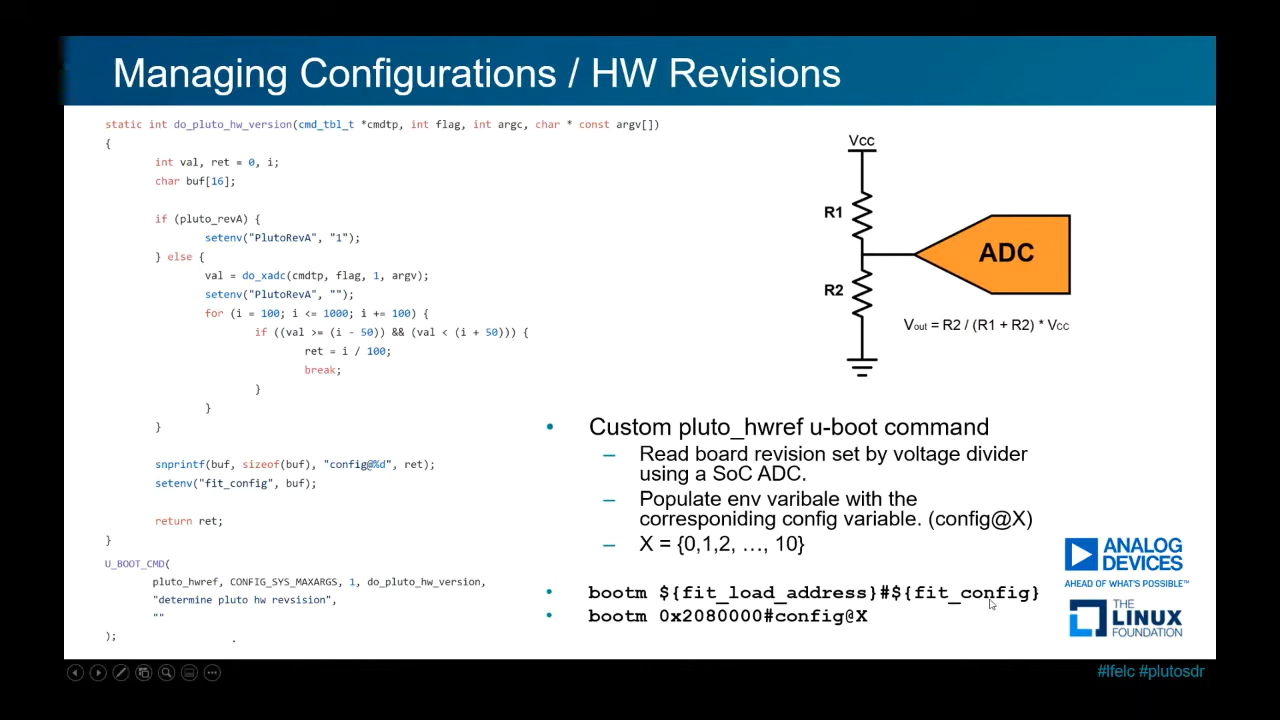 Managing Configurations / HW Revisions
static int do_pluto_hw_version(cmd_tbl_t *cmdtp, int flag, int argc, char * const argv[])
{
int val, ret = 0, i;
char buf[16];
if (pluto_revA) {
setenv("PlutoRevA", "1");
} else {
val = do_xadc(cmdtp, flag, 1, argv);
setenv("PlutoRevA", "");
for (i = 100; i <= 1000; i += 100) {
if ((val >= (i - 50)) && (val < (i + 50))) {
ret = i / 100;
break;
}
}
}
snprintf(buf, sizeof(buf), "config@%d", ret);
setenv("fit_config", buf);
return ret;
}
U_BOOT_CMD(
pluto_hwref, CONFIG_SYS_MAXARGS, 1, do_pluto_hw_version,
"determine pluto hw revsision",
""
);
Vcc
R1
ADC
R2
Vout = R2 / (R1 + R2) * Vcc
• Custom pluto_hwref u-boot command
– Read board revision set by voltage divider
using a SoC ADC.
– Populate env varibale with the
corresponiding config variable. (config@X)
– X = {0,1,2, …, 10}
• bootm ${fit_load_address}#${fit_config}
• bootm 0x2080000#config@X
ANALOG
DEVICES
AHEAD OF WHAT'S POSSIBLE™
THE
LINUX
FOUNDATION
#lfelc #plutosdr